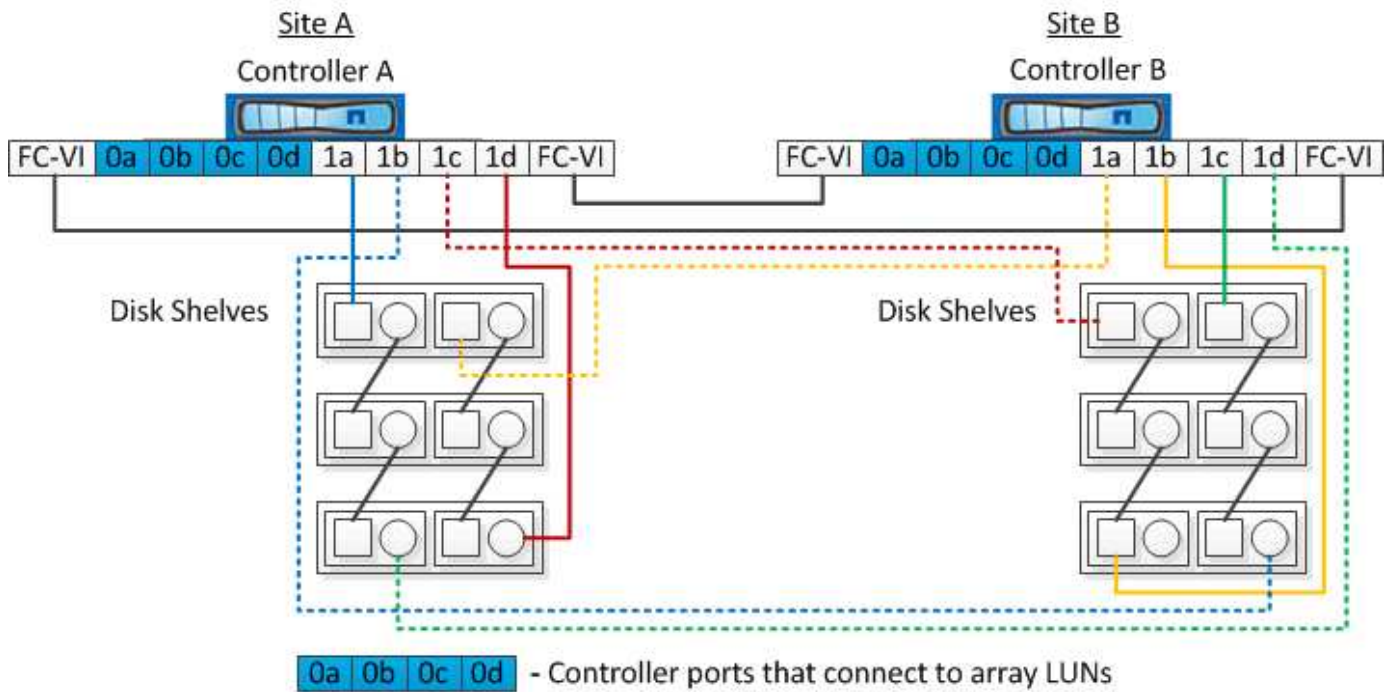 Site A Site B
Controller A Controller B
FC-VI 0a 0b 0c 0d 1a 1b 1c 1d FC-VI FC-VI 0a 0b 0c 0d 1a 1b 1c 1d FC-VI
Disk Shelves Disk Shelves
0a 0b 0c 0d - Controller ports that connect to array LUNs